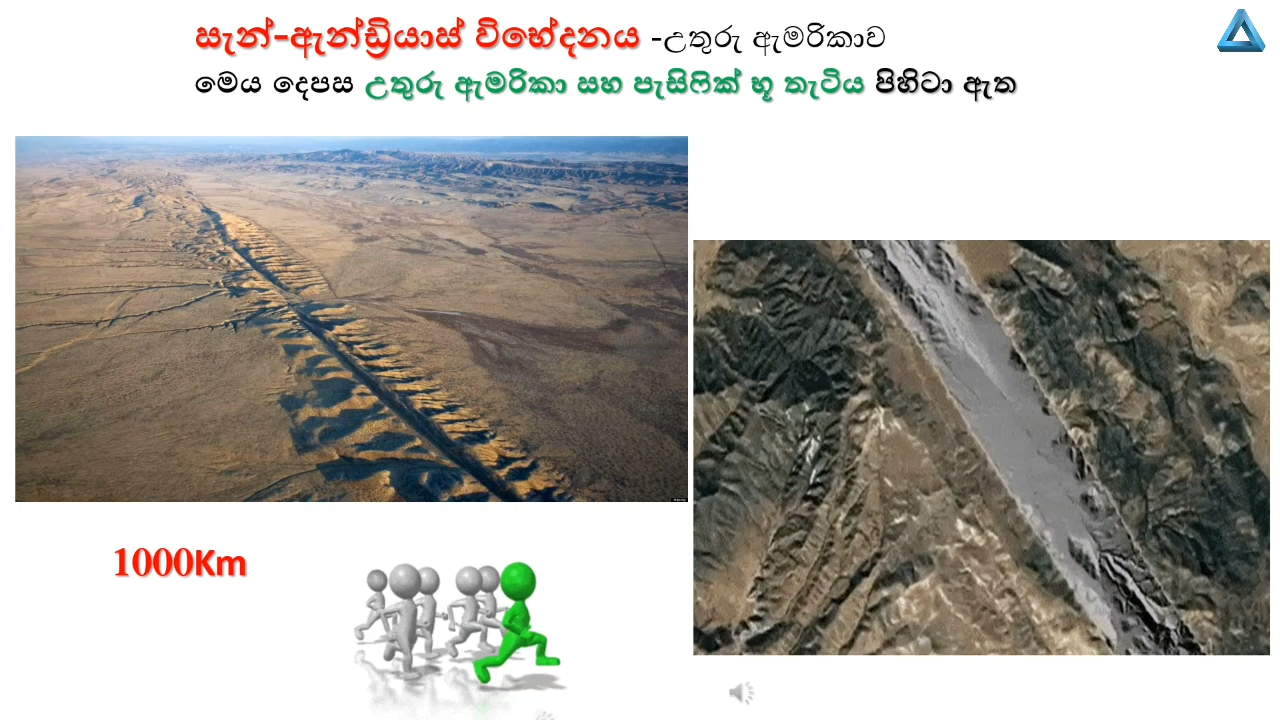 සැන්-ඇන්ඩ්‍රියාස් විභේදනය -උතුරු ඇමරිකාව
මෙය දෙපස උතුරු ඇමරිකා සහ පැසිෆික් භූ තැටිය පිහිටා ඇත
1000Km